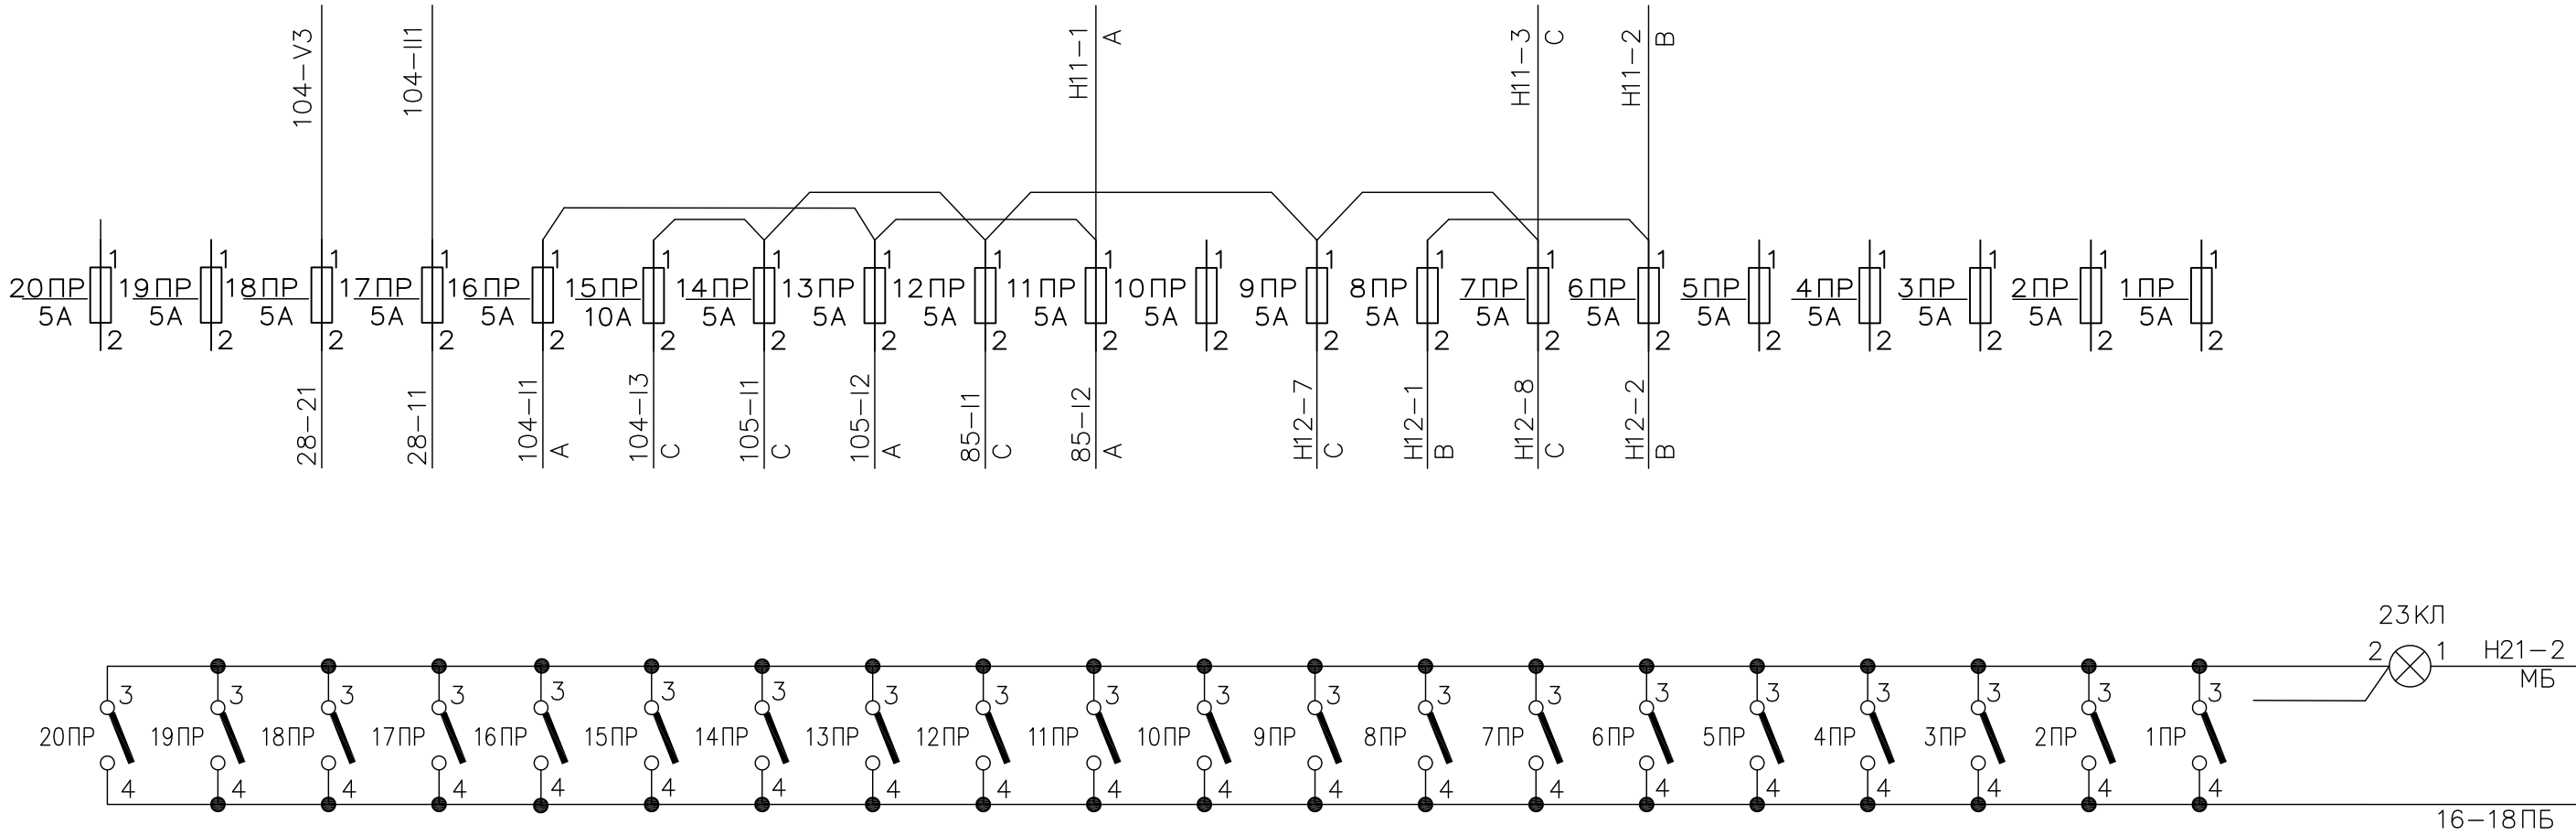 104-V3
104-II1
Н11-1
А
Н11-3
С
Н11-2
В
1 1 1 1 1 1 1 1 1 1 1 1 1 1 1 1 1 1 1 1
20ПР 19ПР 18ПР 17ПР 16ПР 15ПР 14ПР 13ПР 12ПР 11ПР 10ПР 9ПР 8ПР 7ПР 6ПР 5ПР 4ПР 3ПР 2ПР 1ПР
5А 5А 5А 5А 5А 10А 5А 5А 5А 5А 5А 5А 5А 5А 5А 5А 5А 5А 5А 5А
2 2 2 2 2 2 2 2 2 2 2 2 2 2 2 2 2 2 2 2
28-21
28-11
104-I1
А
104-I3
С
105-I1
С
105-I2
А
85-I1
С
85-I2
А
Н12-7
С
Н12-1
В
Н12-8
С
Н12-2
В
23КЛ
2 1 Н21-2
МБ
3 3 3 3 3 3 3 3 3 3 3 3 3 3 3 3 3 3 3 3
20ПР 19ПР 18ПР 17ПР 16ПР 15ПР 14ПР 13ПР 12ПР 11ПР 10ПР 9ПР 8ПР 7ПР 6ПР 5ПР 4ПР 3ПР 2ПР 1ПР
4 4 4 4 4 4 4 4 4 4 4 4 4 4 4 4 4 4 4 4
16-18ПБ